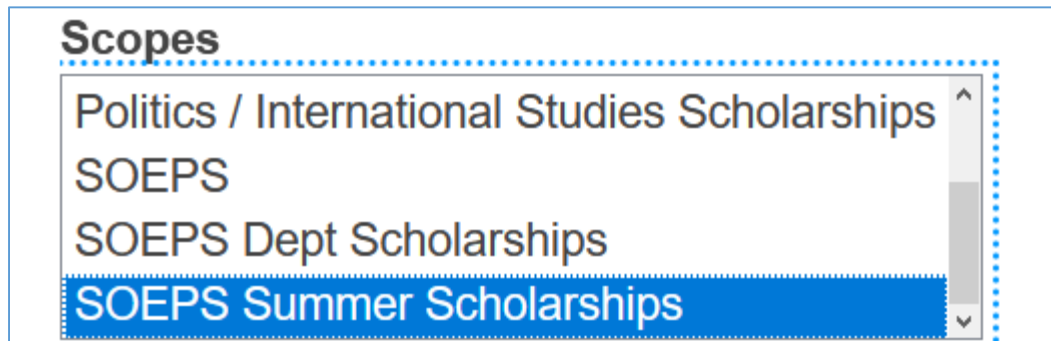 Scopes
Politics / International Studies Scholarships
SOEPS
SOEPS Dept Scholarships
SOEPS Summer Scholarships